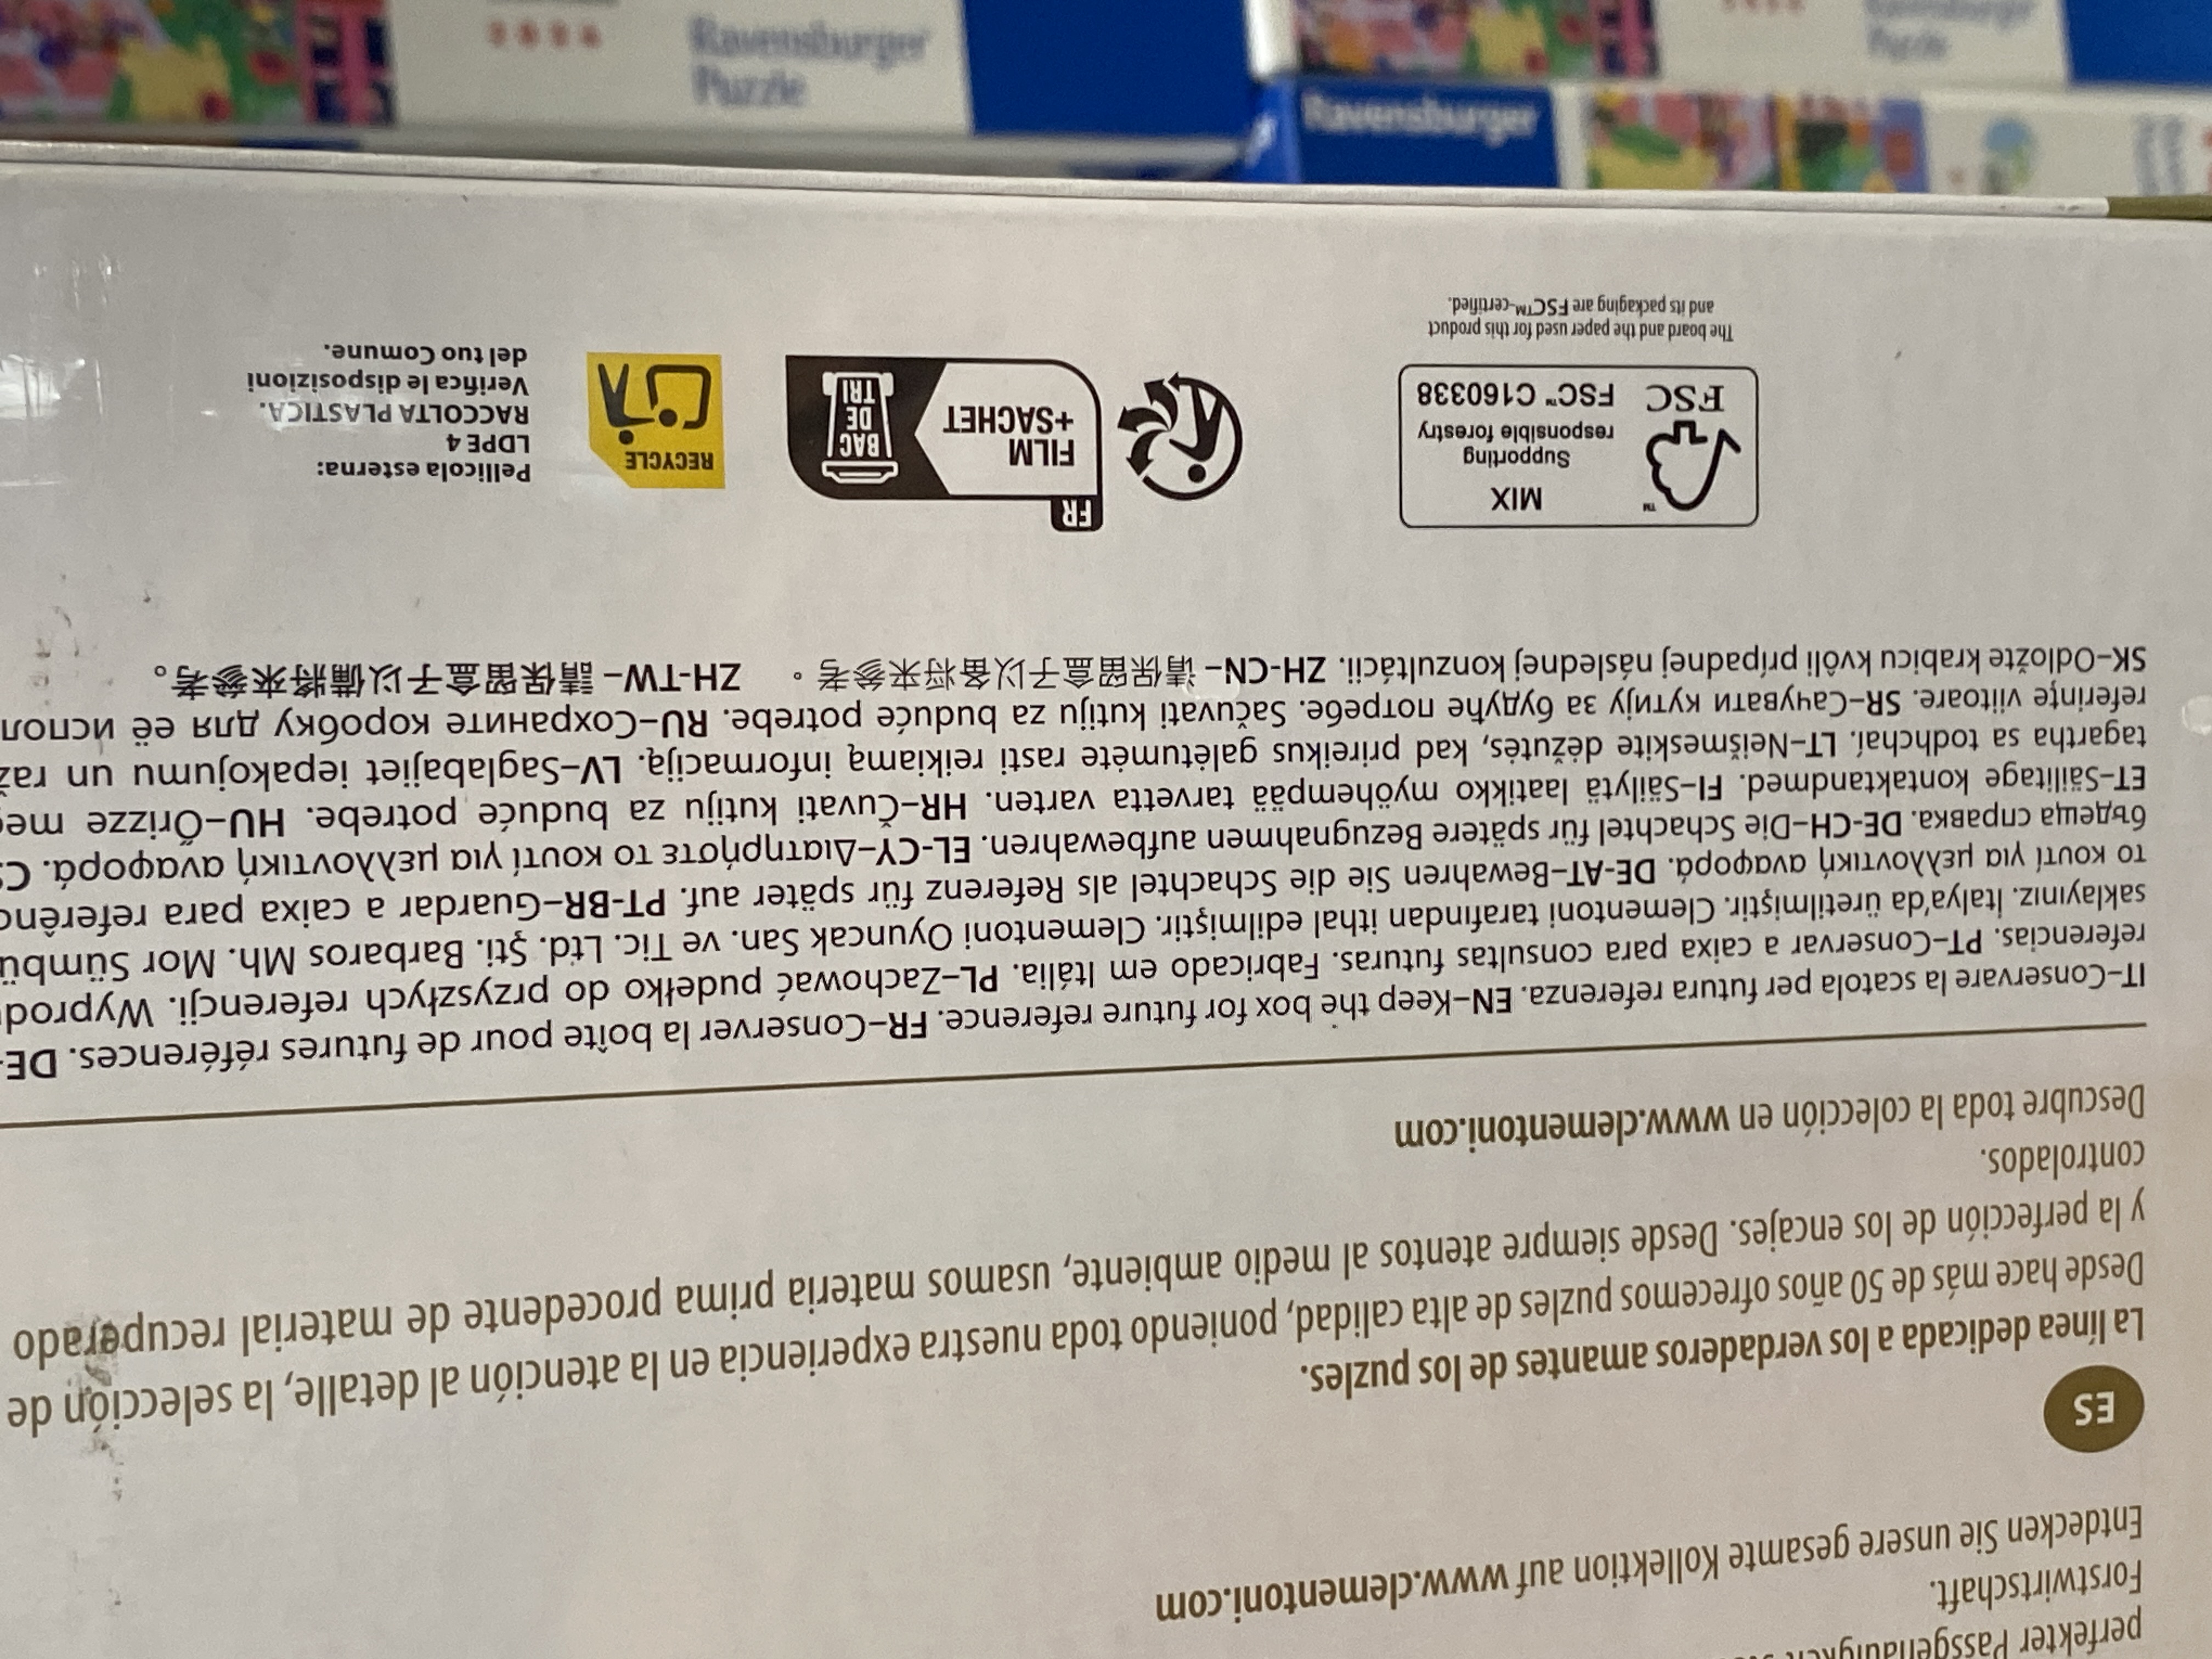 perfekter
Forstwirtschaft.
Entdecken Sie unsere gesamte Kollektion auf www.clementoni.com
ES
La línea dedicada a los verdaderos amantes de los puzles.
Desde hace más de 50 años ofrecemos puzles de alta calidad, poniendo toda nuestra experiencia en la atención al detalle, la selección de
y la perfección de los encajes. Desde siempre atentos al medio ambiente, usamos materia prima procedente de material recuperado
controlados.
Descubre toda la colección en www.clementoni.com
IT–Conservare la scatola per futura referenza. EN–Keep the box for future reference. FR–Conserver la boîte pour de futures références. DE-
referencias. PT–Conservar a caixa para consultas futuras. Fabricado em Itália. PL–Zachować pudełko do przyszłych referencji.
saklayınız. İtalya'da üretilmiştir. Clementoni tarafından ithal edilmiştir. Clementoni Oyuncak San. ve Tic. Ltd. Şti. Barbaros Mh. Mor
το κουτί για μελλοντική αναφορά. DE-AT–Bewahren Sie die Schachtel als Referenz für später auf. PT-BR–Guardar a caixa para
бъдеща справка. DE-CH–Die Schachtel für spätere Bezugnahmen aufbewahren. EL-CY–Διατηρήστε το κουτί για μελλοντική αναφορά.
ET–Säilitage kontaktandmed. FI–Säilytä laatikko myöhempää tarvetta varten. HR–Čuvati kutiju za buduće potrebe. HU–Őrizze
tagartha sa todhchaí. LT–Neišmeskite dėžutės, kad prireikus galėtumėte rasti reikiamą informaciją. LV–Saglabājiet iepakojumu un
referințe viitoare. SR–Сачувати кутију за будуће потребе. Sačuvati kutiju za buduće potrebe. RU–Сохраните коробку для её
SK–Odložte krabicu kvôli prípadnej následnej konzultácii. ZH-CN– 请保留盒子以备将来参考。 ZH-TW– 請保留盒子以備將來參考。
TM
MIX
Supporting
responsible forestry
FSC
FSC™ C160338
The board and the paper used for this product
and its packaging are FSC™-certified.
FR
FILM
+SACHET
BAC
DE
TRI
RECYCLE
Pellicola esterna:
LDPE 4
RACCOLTA PLASTICA.
Verifica le disposizioni
del tuo Comune.
Ravensburger
Ravensburger
Puzzle
Ravensburger
Puzzle